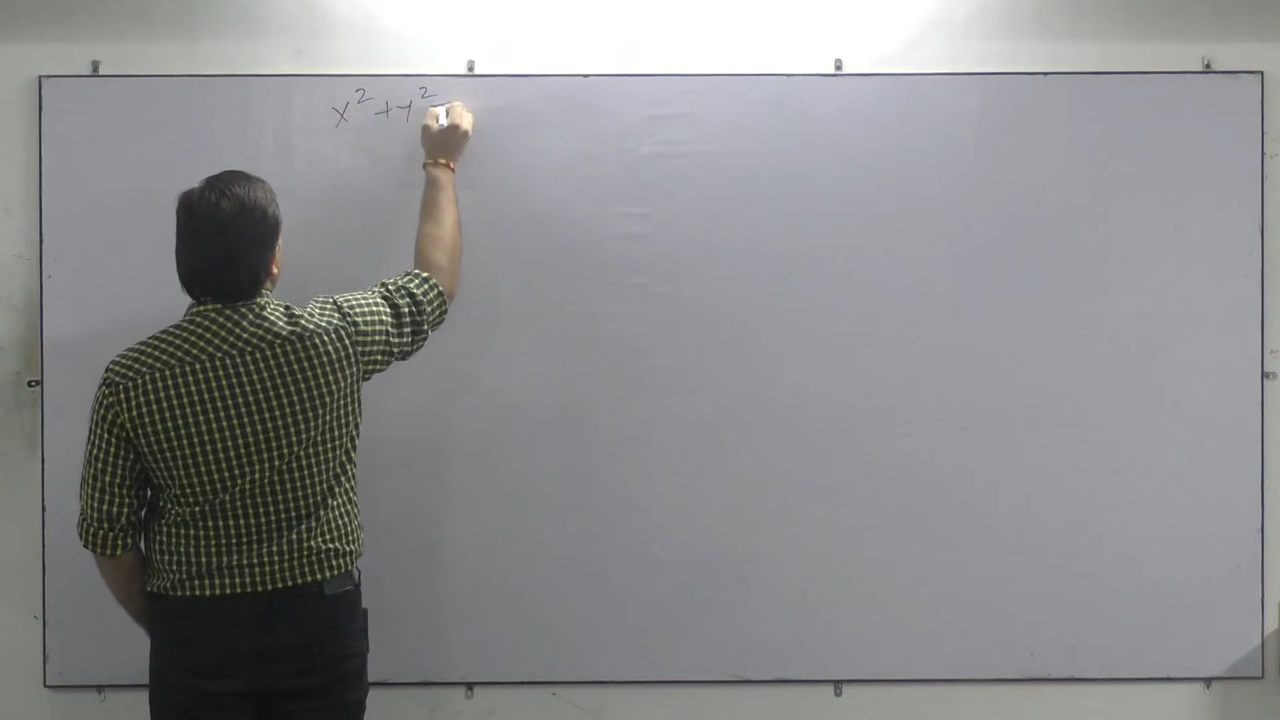 x² + y²